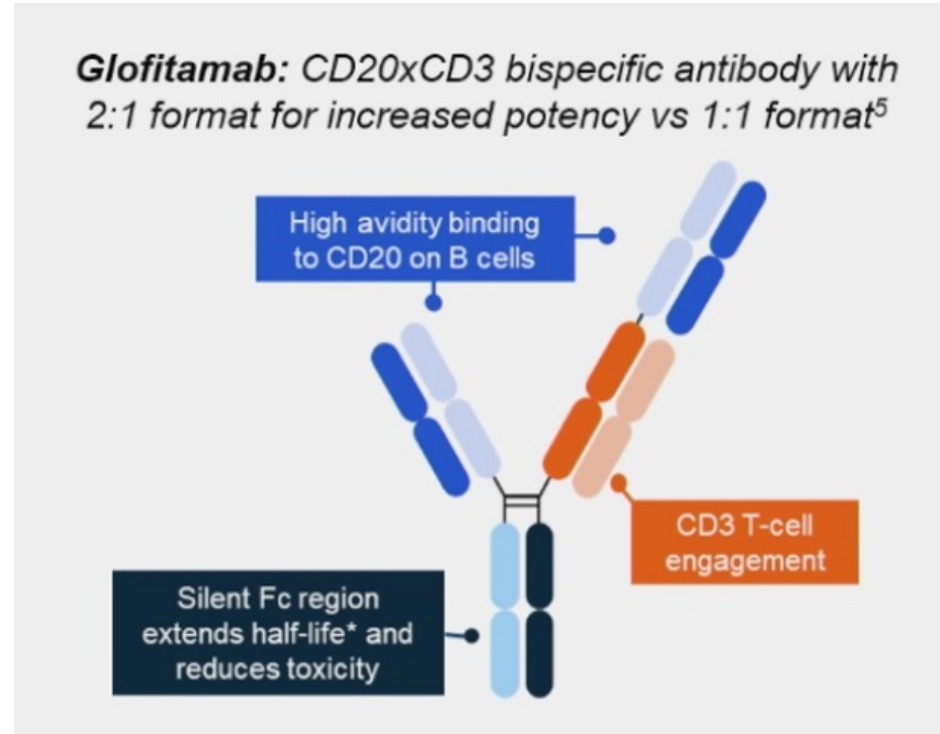 Glofitamab: CD20xCD3 bispecific antibody with
2:1 format for increased potency vs 1:1 format⁵
High avidity binding
to CD20 on B cells
CD3 T-cell
engagement
Silent Fc region
extends half-life* and
reduces toxicity